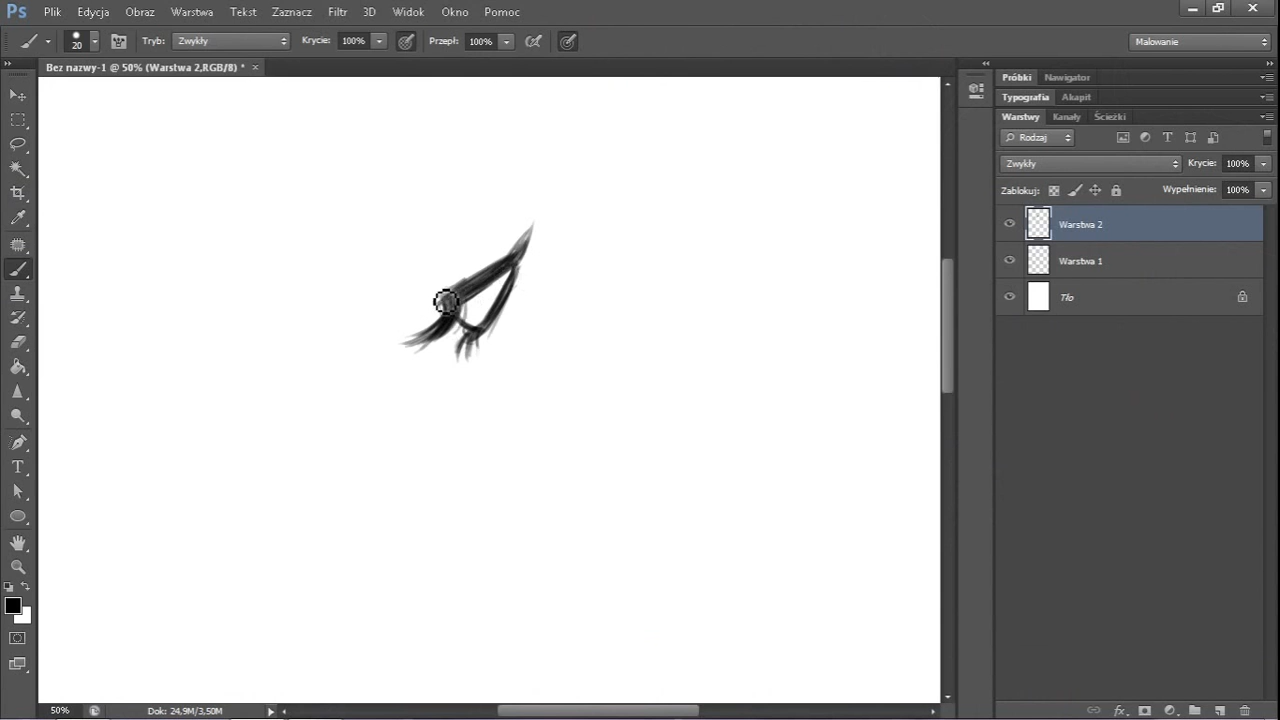 Ps Plik Edycja Obraz Warstwa Tekst Zaznacz Filtr 3D Widok Okno Pomoc
20 Tryb: Zwykły Krycie: 100% Przepł: 100% Malowanie
Bez nazwy-1 @ 50% (Warstwa 2,RGB/8) * ×
Próbki Nawigator
Typografia Akapit
Warstwy Kanały Ścieżki
Rodzaj
Zwykły Krycie: 100%
Zablokuj: Wypełnienie: 100%
Warstwa 2
Warstwa 1
Tło
T
50% Dok: 24,9M/3,50M
fx